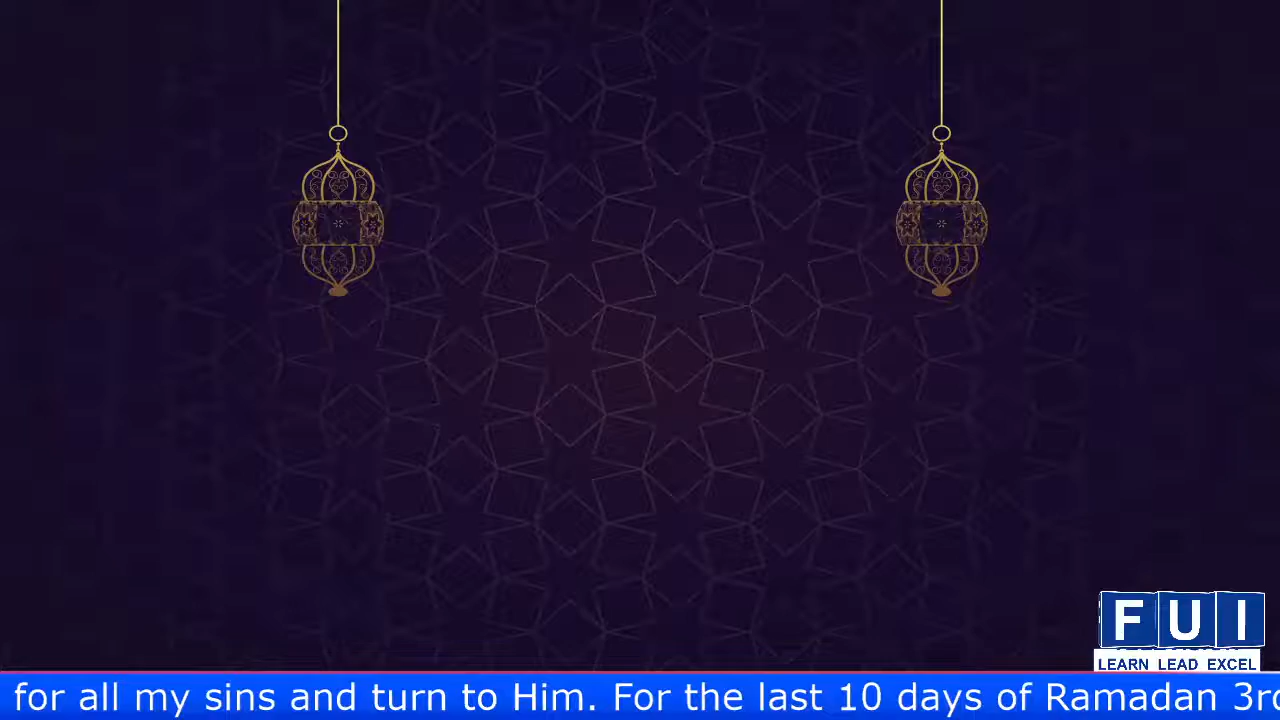 FUI
LEARN LEAD EXCEL
for all my sins and turn to Him. For the last 10 days of Ramadan